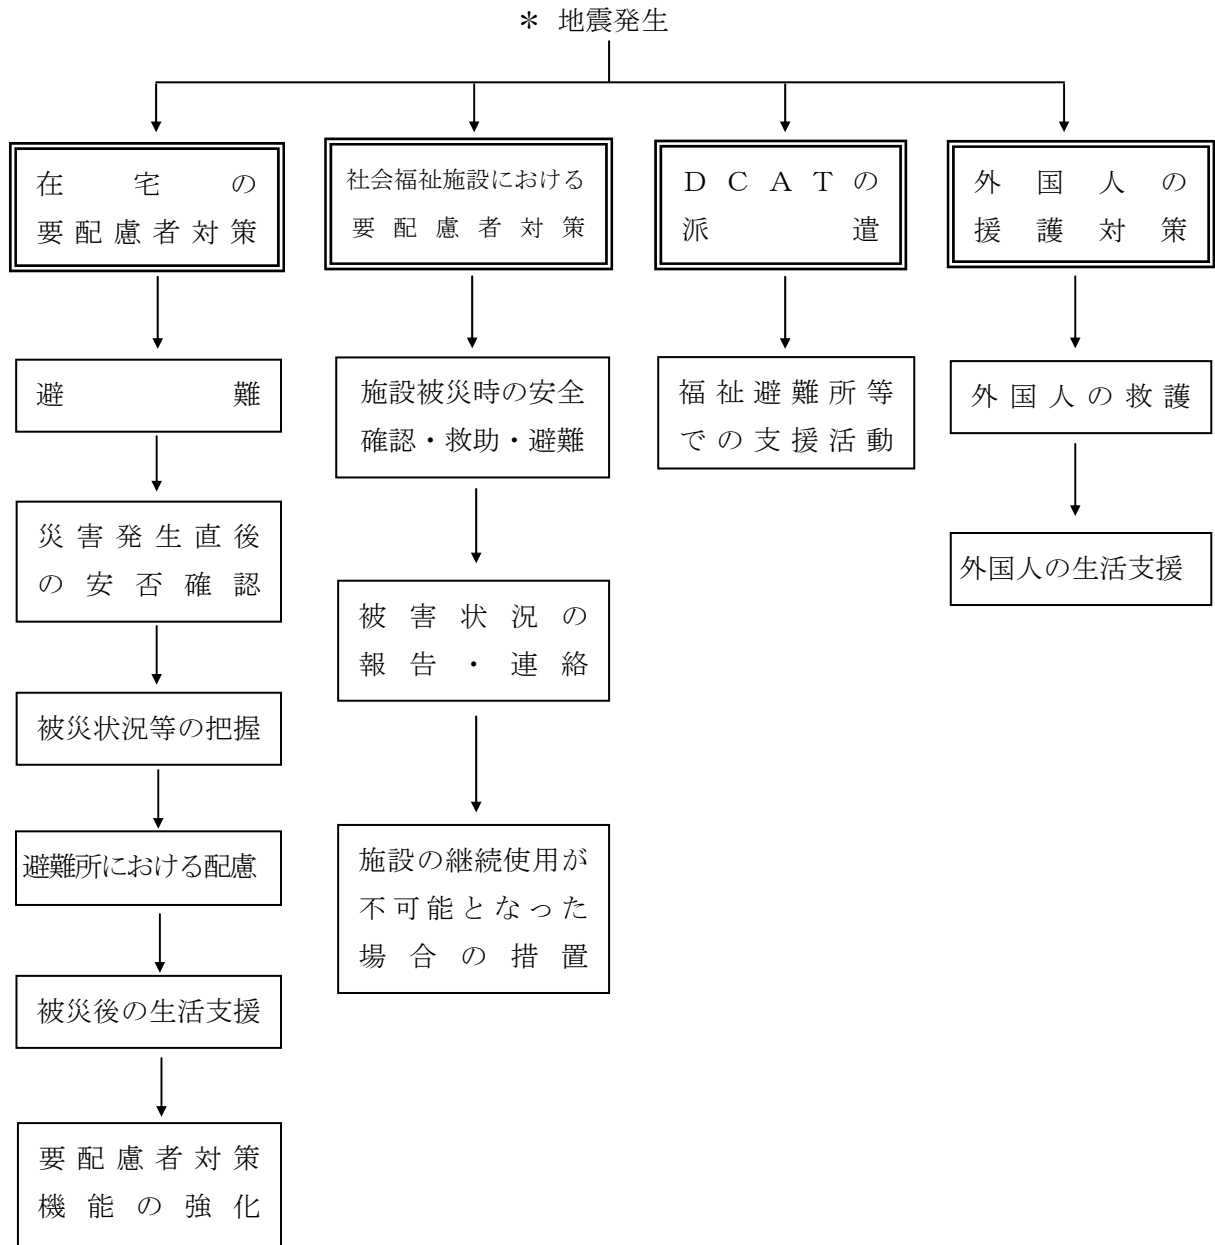 ＊ 地震発生
在宅の
要配慮者対策
避難
災害発生直後
の安否確認
被災状況等の把握
避難所における配慮
被災後の生活支援
要配慮者対策
機能の強化
社会福祉施設における
要配慮者対策
施設被災時の安全
確認・救助・避難
被害状況の
報告・連絡
施設の継続使用が
不可能となった
場合の措置
ＤＣＡＴの
派遣
福祉避難所等
での支援活動
外国人の
援護対策
外国人の救護
外国人の生活支援